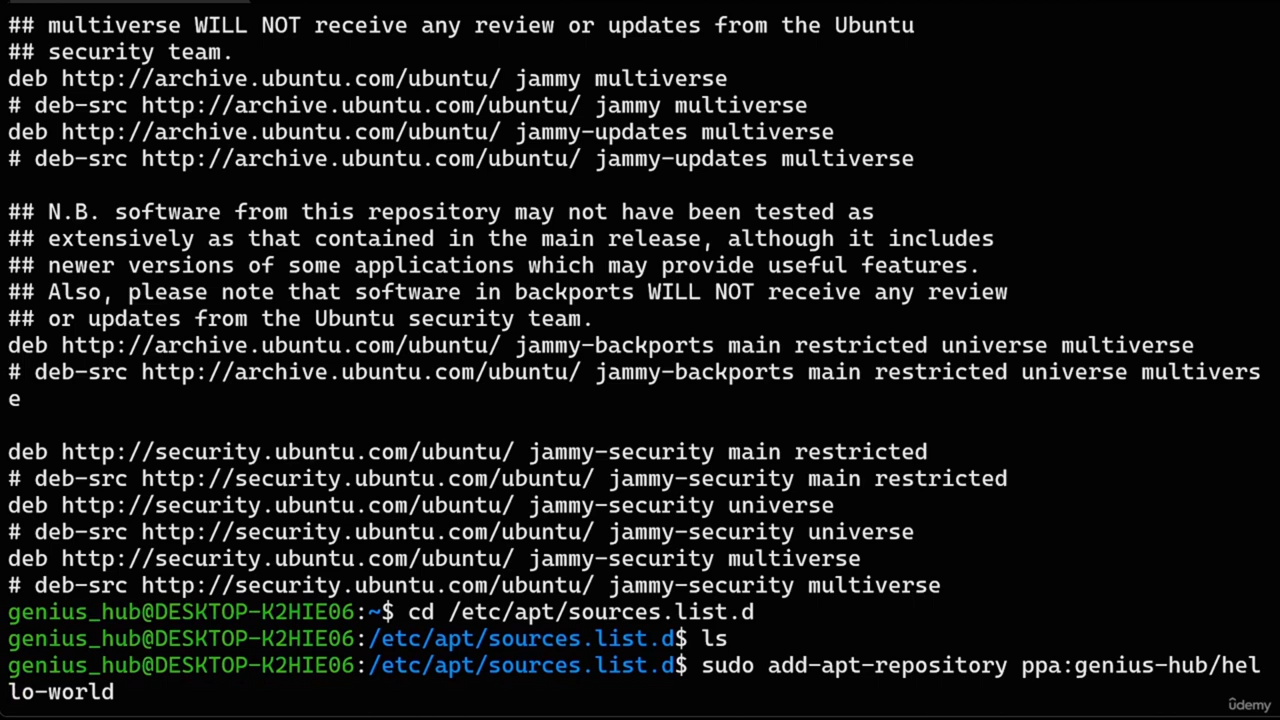 ## multiverse WILL NOT receive any review or updates from the Ubuntu
## security team.
deb http://archive.ubuntu.com/ubuntu/ jammy multiverse
# deb-src http://archive.ubuntu.com/ubuntu/ jammy multiverse
deb http://archive.ubuntu.com/ubuntu/ jammy-updates multiverse
# deb-src http://archive.ubuntu.com/ubuntu/ jammy-updates multiverse
## N.B. software from this repository may not have been tested as
## extensively as that contained in the main release, although it includes
## newer versions of some applications which may provide useful features.
## Also, please note that software in backports WILL NOT receive any review
## or updates from the Ubuntu security team.
deb http://archive.ubuntu.com/ubuntu/ jammy-backports main restricted universe multiverse
# deb-src http://archive.ubuntu.com/ubuntu/ jammy-backports main restricted universe multivers
e
deb http://security.ubuntu.com/ubuntu/ jammy-security main restricted
# deb-src http://security.ubuntu.com/ubuntu/ jammy-security main restricted
deb http://security.ubuntu.com/ubuntu/ jammy-security universe
# deb-src http://security.ubuntu.com/ubuntu/ jammy-security universe
deb http://security.ubuntu.com/ubuntu/ jammy-security multiverse
# deb-src http://security.ubuntu.com/ubuntu/ jammy-security multiverse
genius_hub@DESKTOP-K2HIE06:~$ cd /etc/apt/sources.list.d
genius_hub@DESKTOP-K2HIE06:/etc/apt/sources.list.d$ ls
genius_hub@DESKTOP-K2HIE06:/etc/apt/sources.list.d$ sudo add-apt-repository ppa:genius-hub/hel
lo-world
ûdemy